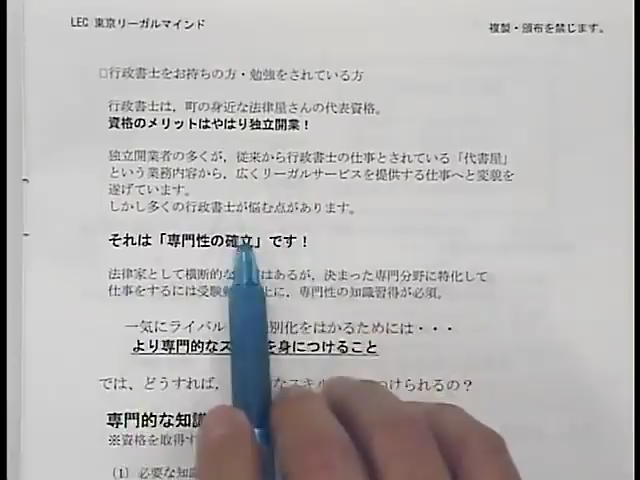 LEC 東京リーガルマインド
複製・頒布を禁じます。
□行政書士をお持ちの方・勉強をされている方
行政書士は、町の身近な法律屋さんの代表資格。
資格のメリットはやはり独立開業！
独立開業者の多くが、従来から行政書士の仕事とされている「代書屋」
という業務内容から、広くリーガルサービスを提供する仕事へと変貌を
遂げています。
しかし多くの行政書士が悩む点があります。
それは「専門性の確立」です！
法律家として横断的な はあるが、決まった専門分野に特化して
仕事をするには受験 に、専門性の知識習得が必須。
一気にライバル 別化をはかるためには・・・
より専門的なス を身につけること
では、どうすれば、 なスキル つけられるの？
専門的な知識
※資格を取得す
(1) 必要な知識